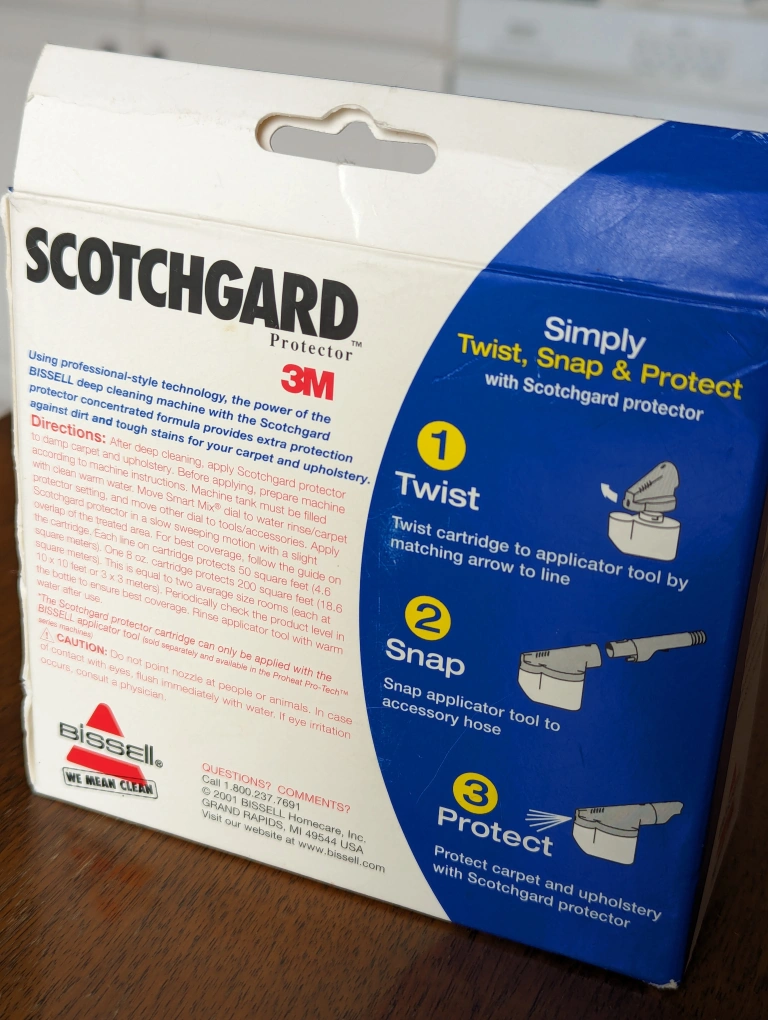 SCOTCHGARD™
Protector
3M
Using professional-style technology, the power of the
BISSELL deep cleaning machine with the Scotchgard
protector concentrated formula provides extra protection
against dirt and tough stains for your carpet and upholstery.
Directions: After deep cleaning, apply Scotchgard protector
to damp carpet and upholstery. Before applying, prepare machine
according to machine instructions. Machine tank must be filled
with clean warm water. Move Smart Mix® dial to water rinse/carpet
protector setting, and move other dial to tools/accessories. Apply
Scotchgard protector in a slow sweeping motion with a slight
overlap of the treated area. For best coverage, follow the guide on
the cartridge. Each line on cartridge protects 50 square feet (4.6
square meters). One 8 oz. cartridge protects 200 square feet (18.6
square meters). This is equal to two average size rooms (each at
10 x 10 feet or 3 x 3 meters). Periodically check the product level in
the bottle to ensure best coverage. Rinse applicator tool with warm
water after use.
*The Scotchgard protector cartridge can only be applied with the
BISSELL applicator tool (sold separately and available in the Proheat Pro-Tech™
series machines)
CAUTION: Do not point nozzle at people or animals. In case
of contact with eyes, flush immediately with water. If eye irritation
occurs, consult a physician.
BISSELL®
WE MEAN CLEAN
QUESTIONS? COMMENTS?
Call 1.800.237.7691
© 2001 BISSELL Homecare, Inc.
GRAND RAPIDS, MI 49544 USA
Visit our website at www.bissell.com
Simply
Twist, Snap & Protect
with Scotchgard protector
1
Twist
Twist cartridge to applicator tool by
matching arrow to line
2
Snap
Snap applicator tool to
accessory hose
3
Protect
Protect carpet and upholstery
with Scotchgard protector